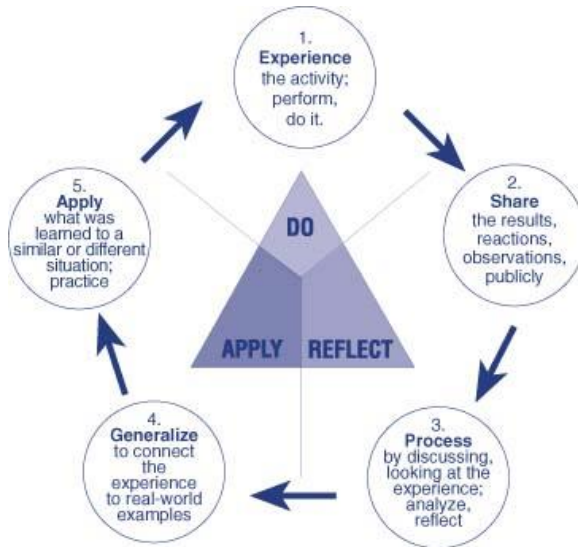 1.
Experience
the activity;
perform,
do it.
2.
Share
the results,
reactions,
observations,
publicly
3.
Process
by discussing,
looking at the
experience;
analyze,
reflect
4.
Generalize
to connect
the
experience
to real-world
examples
5.
Apply
what was
learned to a
similar or different
situation;
practice
DO
APPLY
REFLECT